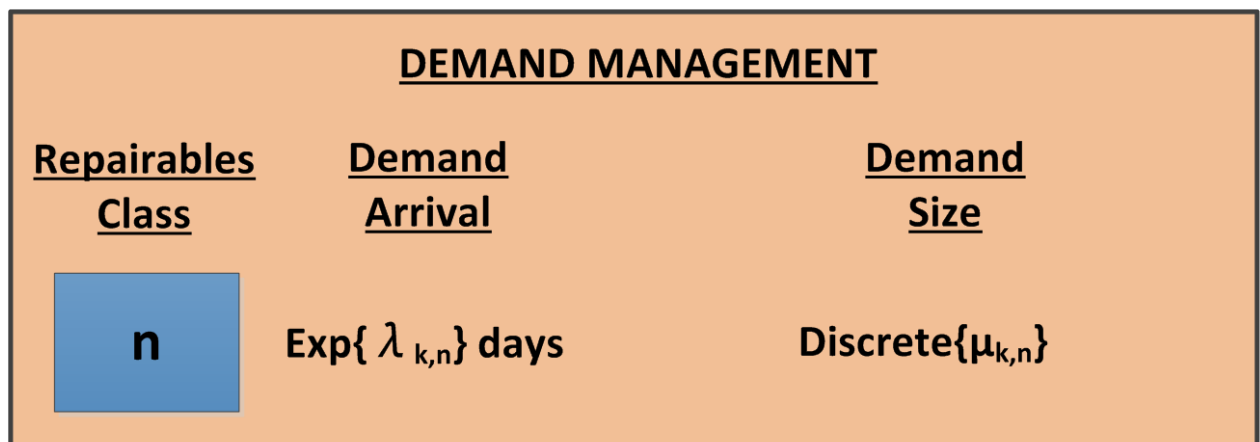 DEMAND MANAGEMENT
Repairables Class
Demand Arrival
Demand Size
n
Exp{ λ k,n} days
Discrete{μk,n}